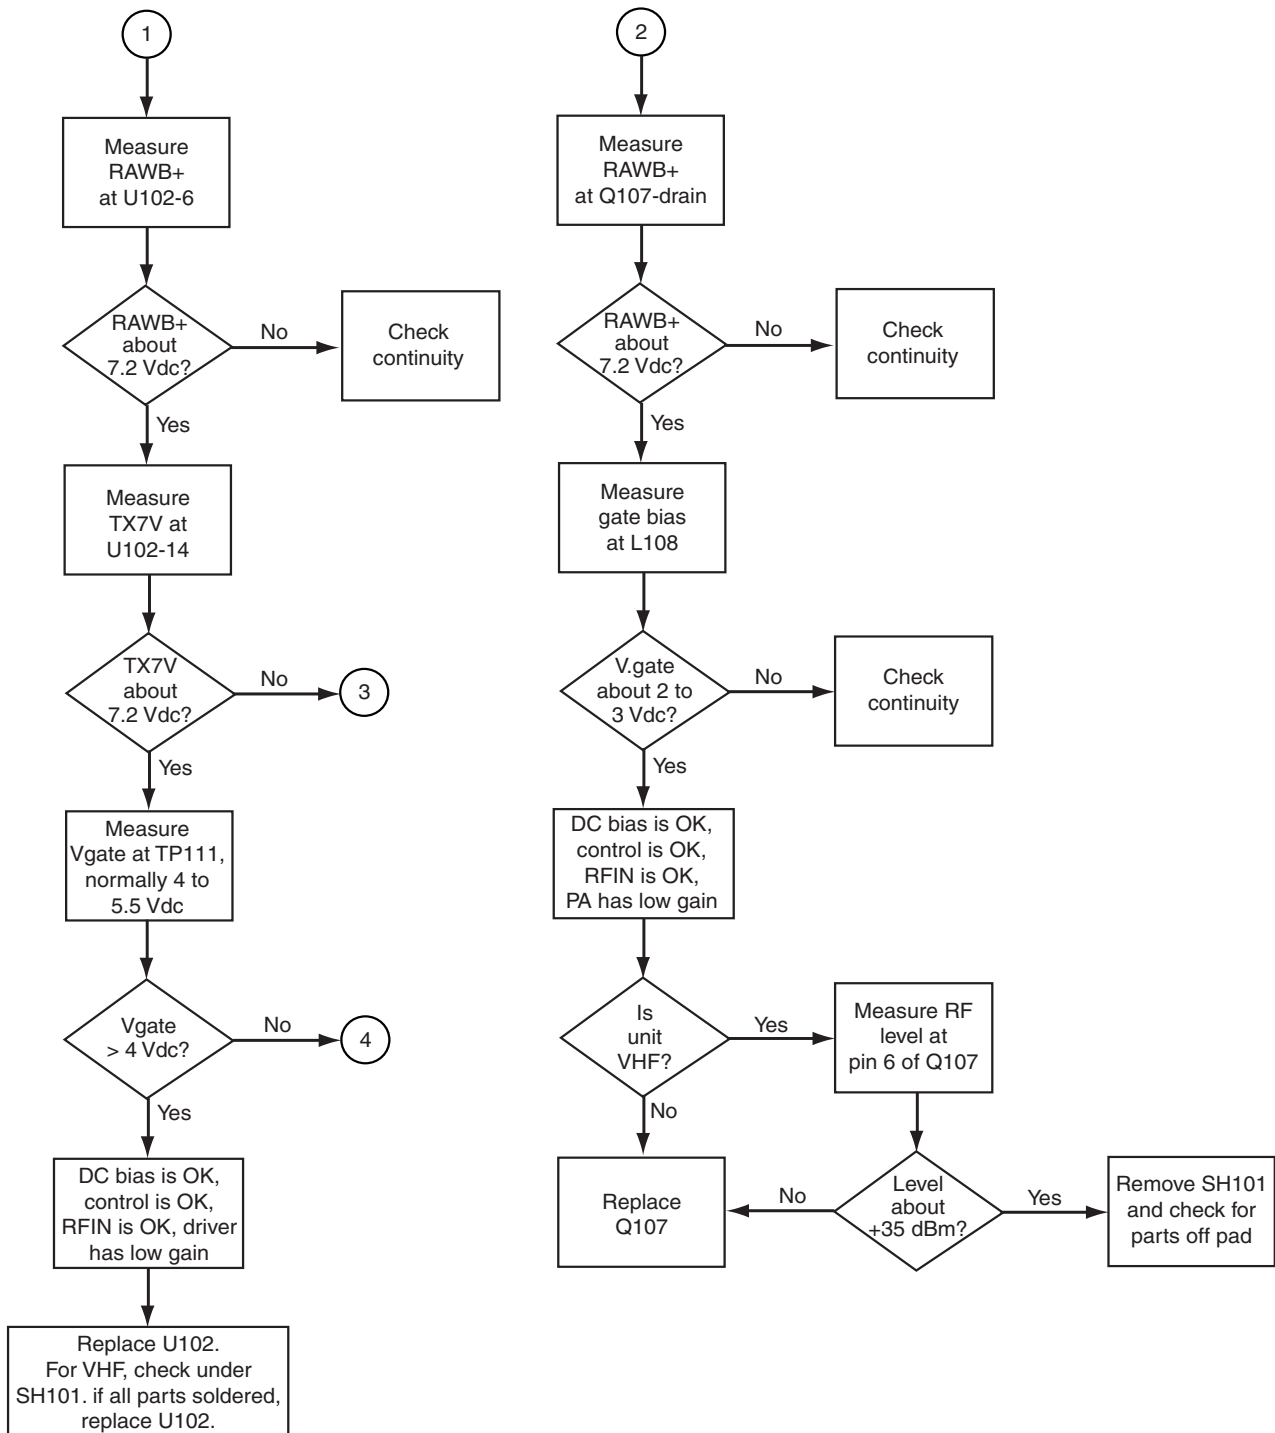 1
Measure
RAWB+
at U102-6
RAWB+
about
7.2 Vdc?
No
Check
continuity
Yes
Measure
TX7V at
U102-14
TX7V
about
7.2 Vdc?
No
3
Yes
Measure
Vgate at TP111,
normally 4 to
5.5 Vdc
Vgate
> 4 Vdc?
No
4
Yes
DC bias is OK,
control is OK,
RFIN is OK, driver
has low gain
Replace U102.
For VHF, check under
SH101. if all parts soldered,
replace U102.
2
Measure
RAWB+
at Q107-drain
RAWB+
about
7.2 Vdc?
No
Check
continuity
Yes
Measure
gate bias
at L108
V.gate
about 2 to
3 Vdc?
No
Check
continuity
Yes
DC bias is OK,
control is OK,
RFIN is OK,
PA has low gain
Is
unit
VHF?
Yes
Measure RF
level at
pin 6 of Q107
No
Replace
Q107
No
Level
about
+35 dBm?
Yes
Remove SH101
and check for
parts off pad